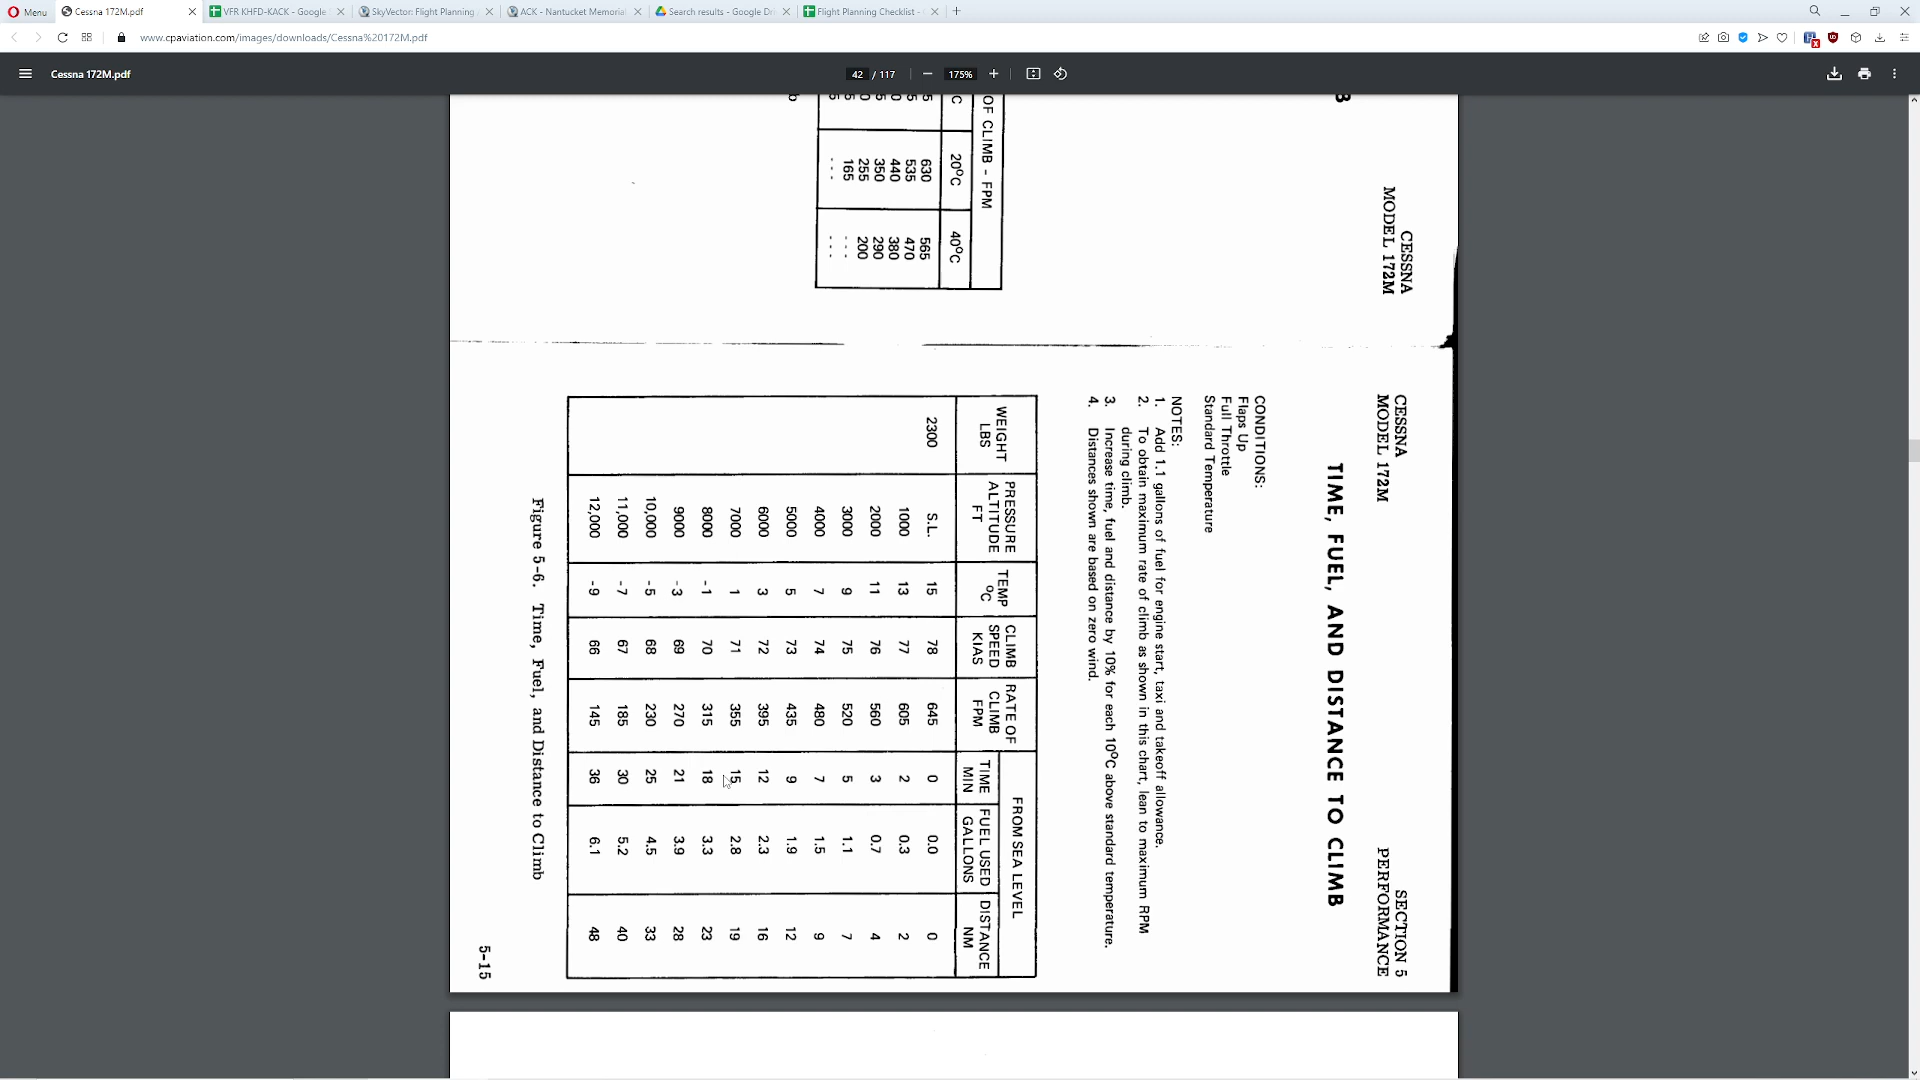 Menu
Cessna 172M.pdf
VFR KHFD-KACK - Google
SkyVector: Flight Planning
ACK - Nantucket Memorial
Search results - Google Dri
Flight Planning Checklist -
www.cpaviation.com/images/downloads/Cessna%20172M.pdf
Cessna 172M.pdf
42 / 117
175%
CESSNA
MODEL 172M
OF CLIMB - FPM
C 20°C 40°C
5 630 565
5 535 470
0 440 380
5 350 290
0 255 200
5 165 - - -
5 - - - - - -
CESSNA
MODEL 172M
SECTION 5
PERFORMANCE
TIME, FUEL, AND DISTANCE TO CLIMB
CONDITIONS:
Flaps Up
Full Throttle
Standard Temperature
NOTES:
1. Add 1.1 gallons of fuel for engine start, taxi and takeoff allowance.
2. To obtain maximum rate of climb as shown in this chart, lean to maximum RPM
during climb.
3. Increase time, fuel and distance by 10% for each 10°C above standard temperature.
4. Distances shown are based on zero wind.
WEIGHT LBS PRESSURE ALTITUDE FT TEMP °C CLIMB SPEED KIAS RATE OF CLIMB FPM FROM SEA LEVEL
TIME MIN FUEL USED GALLONS DISTANCE NM
2300 S.L. 15 78 645 0 0.0 0
1000 13 77 605 2 0.3 2
2000 11 76 560 3 0.7 4
3000 9 75 520 5 1.1 7
4000 7 74 480 7 1.5 9
5000 5 73 435 9 1.9 12
6000 3 72 395 12 2.3 16
7000 1 71 355 15 2.8 19
8000 -1 70 315 18 3.3 23
9000 -3 69 270 21 3.9 28
10,000 -5 68 230 25 4.5 33
11,000 -7 67 185 30 5.2 40
12,000 -9 66 145 36 6.1 48
Figure 5-6. Time, Fuel, and Distance to Climb
5-15